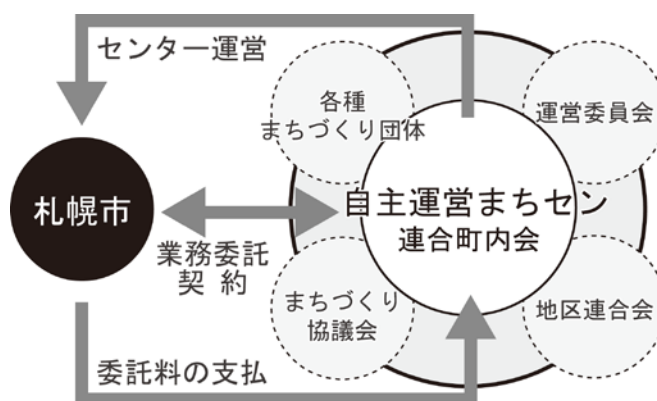 センター運営
各種
まちづくり団体
運営委員会
札幌市
自主運営まちセン
連合町内会
業務委託
契 約
まちづくり
協議会
地区連合会
委託料の支払